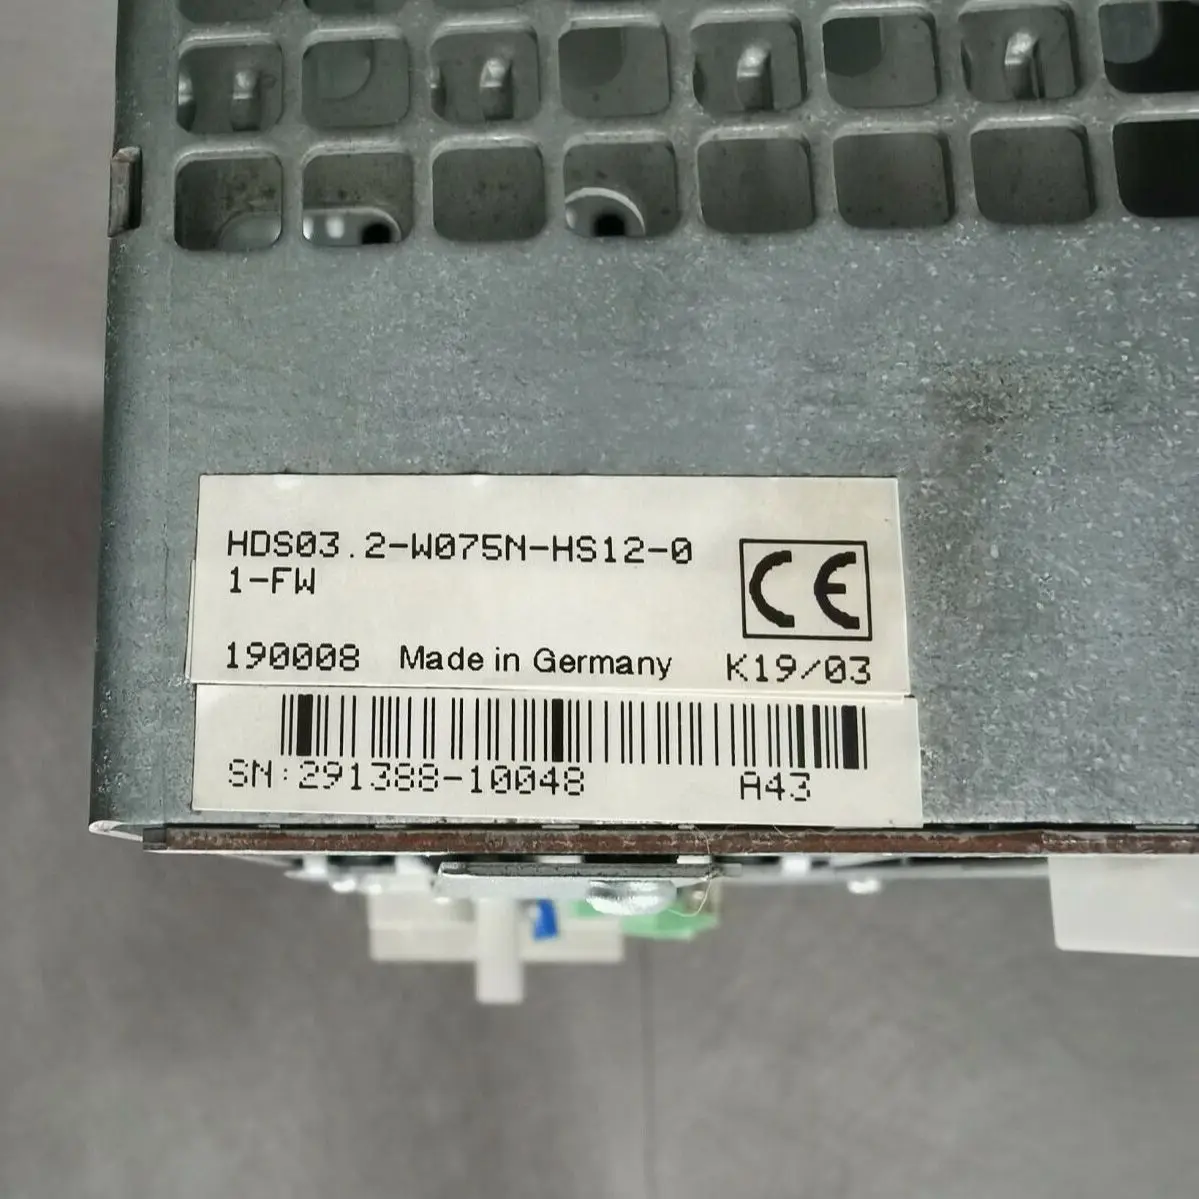 HDS03.2-W075N-HS12-0
1-FW
CE
190008 Made in Germany K19/03
SN:291388-10048 A43